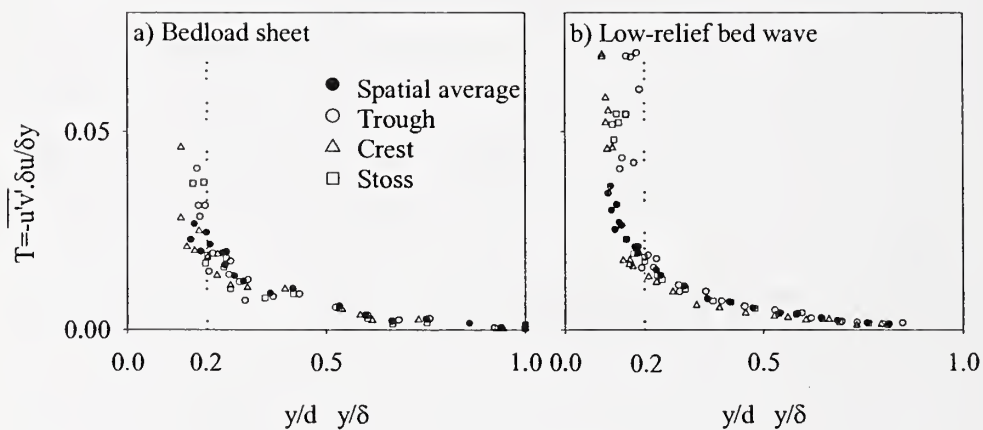 a) Bedload sheet
b) Low-relief bed wave
● Spatial average
○ Trough
△ Crest
□ Stoss
T=-u'v'.δu/δy
0.05
0.00
0.0 0.2 0.5 1.0
0.0 0.2 0.5 1.0
y/d y/δ
y/d y/δ